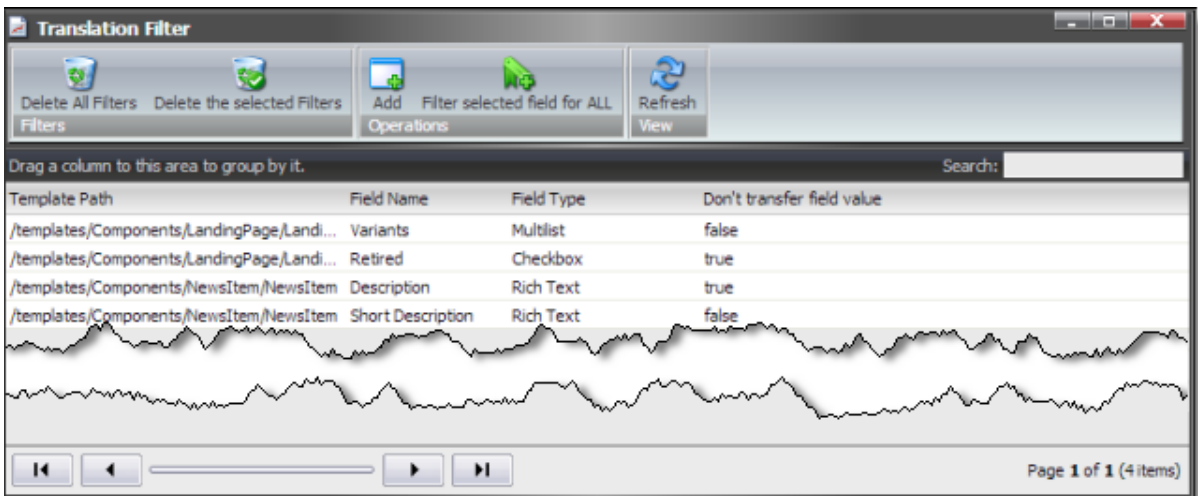 Translation Filter
Delete All Filters Delete the selected Filters Add Filter selected field for ALL Refresh
Filters Operations View
Drag a column to this area to group by it. Search:
Template Path Field Name Field Type Don't transfer field value
/templates/Components/LandingPage/Landi... Variants Multilist false
/templates/Components/LandingPage/Landi... Retired Checkbox true
/templates/Components/NewsItem/NewsItem Description Rich Text true
/templates/Components/NewsItem/NewsItem Short Description Rich Text false
Page 1 of 1 (4 items)